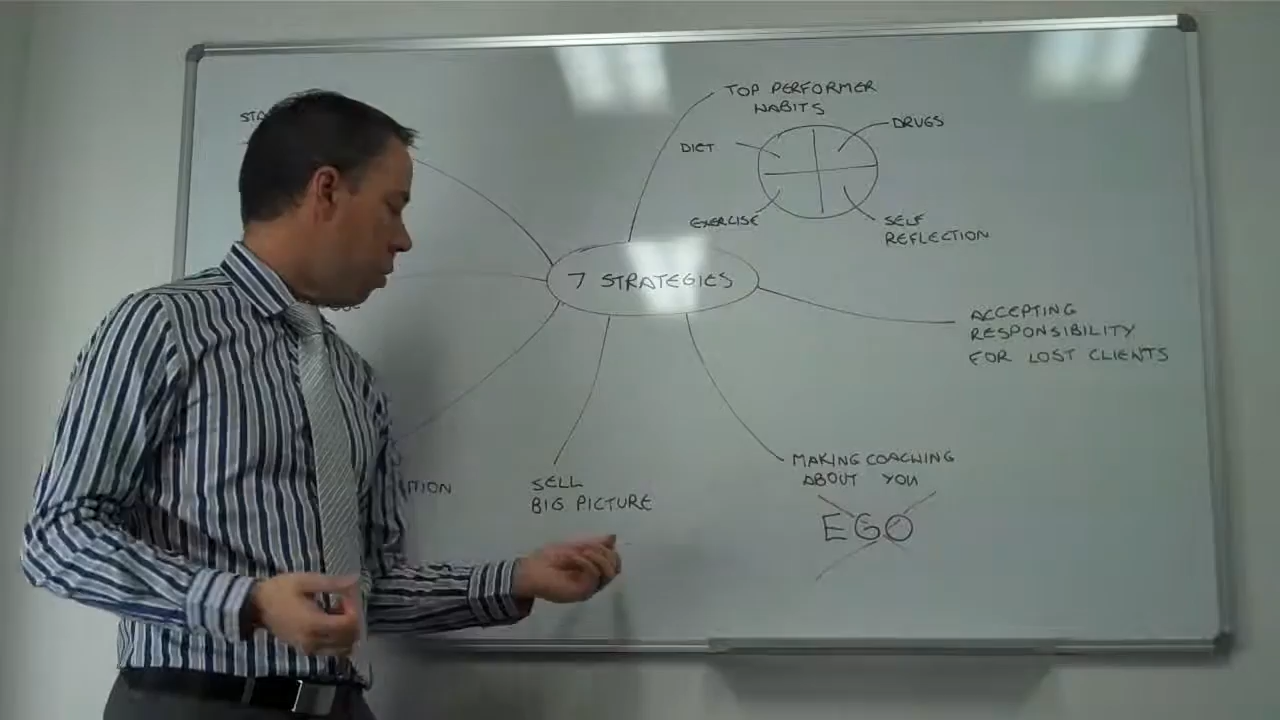 TOP PERFORMER
HABITS
DRUGS
DIET
EXERCISE
SELF
REFLECTION
7 STRATEGIES
ACCEPTING
RESPONSIBILITY
FOR LOST CLIENTS
MAKING COACHING
ABOUT YOU
EGO
SELL
BIG PICTURE